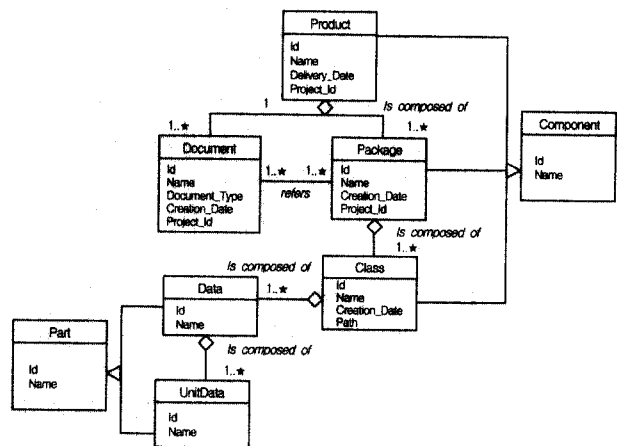 Product
Id
Name
Delivery_Date
Project_Id
1
Is composed of
1..★
1..★
Document
Id
Name
Document_Type
Creation_Date
Project_Id
1..★
1..★
refers
Package
Id
Name
Creation_Date
Project_Id
Component
Id
Name
Is composed of
1..★
Class
Id
Name
Creation_Date
Path
Is composed of
1..★
Data
Id
Name
Is composed of
1..★
Part
Id
Name
UnitData
Id
Name